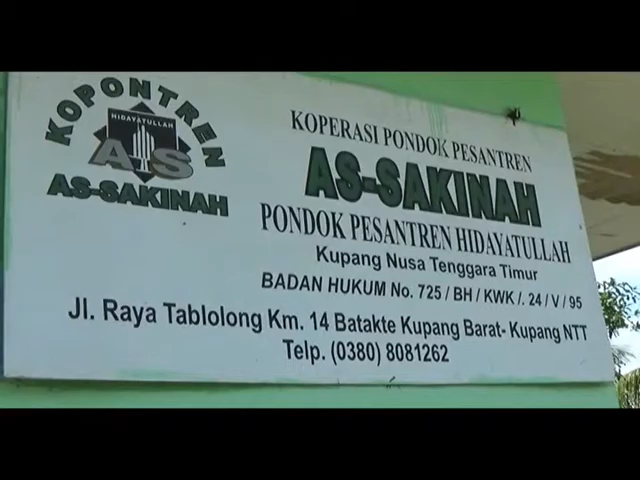 KOPONTREN
HIDAYATULLAH
AS
AS-SAKINAH
KOPERASI PONDOK PESANTREN
AS-SAKINAH
PONDOK PESANTREN HIDAYATULLAH
Kupang Nusa Tenggara Timur
BADAN HUKUM No. 725 / BH / KWK /. 24 / V / 95
Jl. Raya Tablolong Km. 14 Batakte Kupang Barat- Kupang NTT
Telp. (0380) 8081262